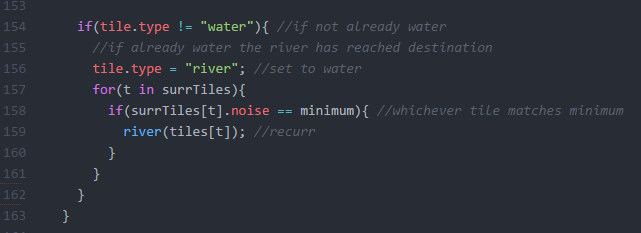 153
154 if(tile.type != "water"){ //if not already water
155 //if already water the river has reached destination
156 tile.type = "river"; //set to water
157 for(t in surrTiles){
158 if(surrTiles[t].noise == minimum){ //whichever tile matches minimum
159 river(tiles[t]); //recurr
160 }
161 }
162 }
163 }